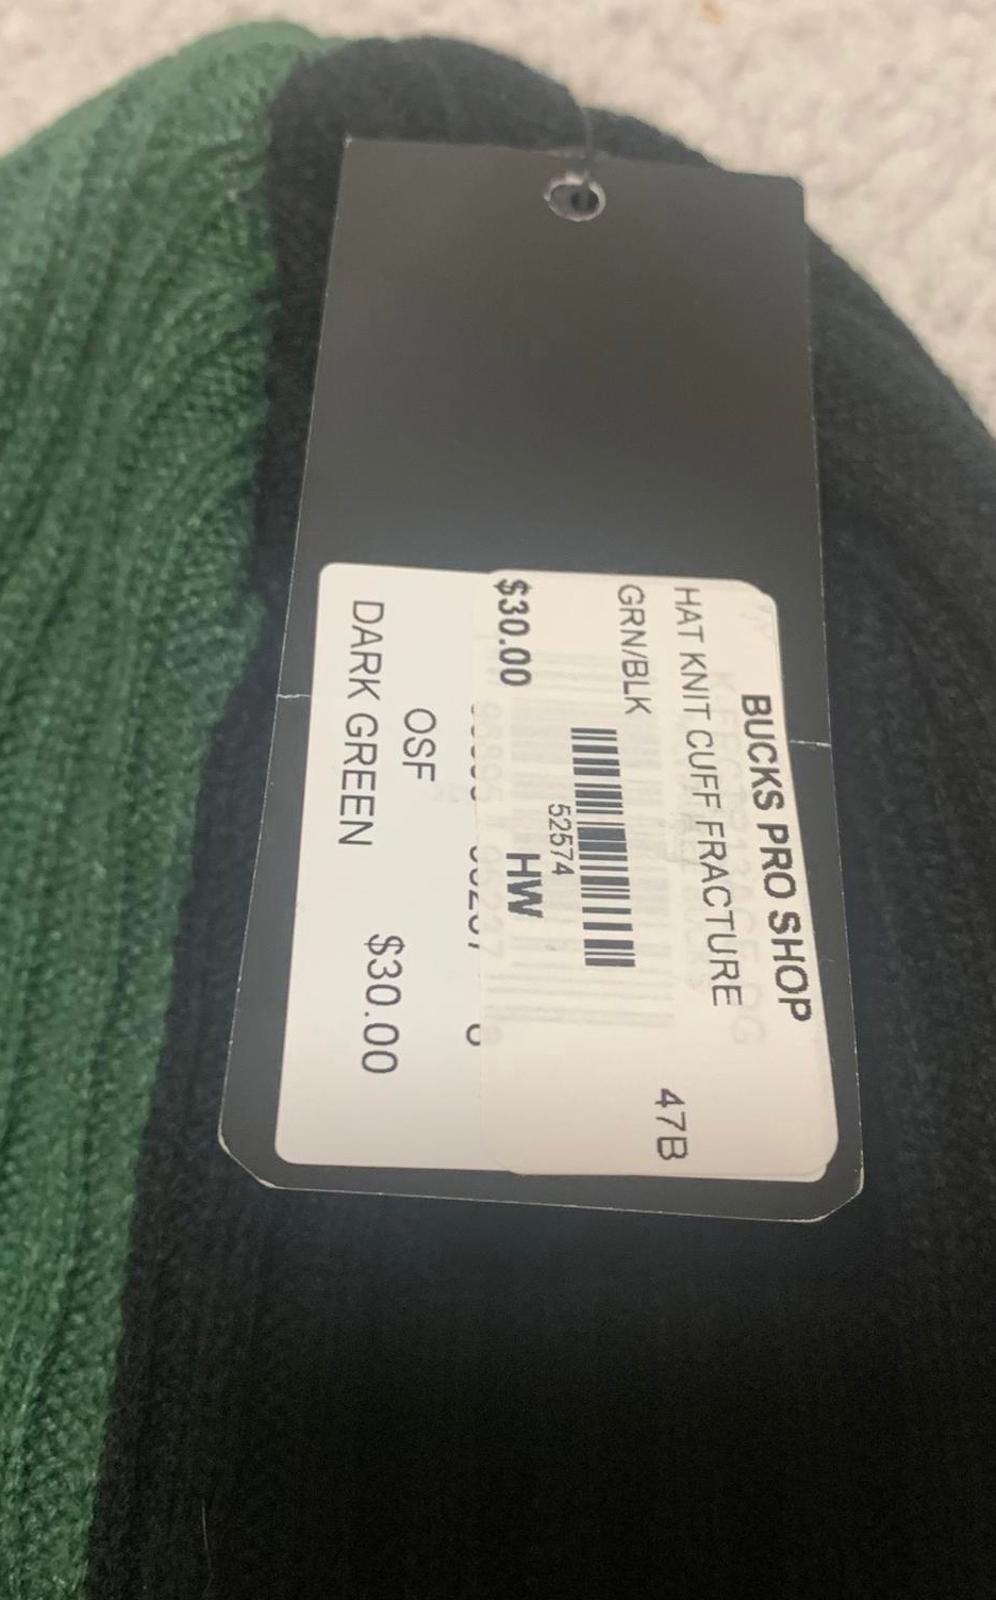 BUCKS PRO SHOP
HAT KNIT CUFF FRACTURE
GRN/BLK 47B
52574
$30.00 HW
OSF
DARK GREEN $30.00